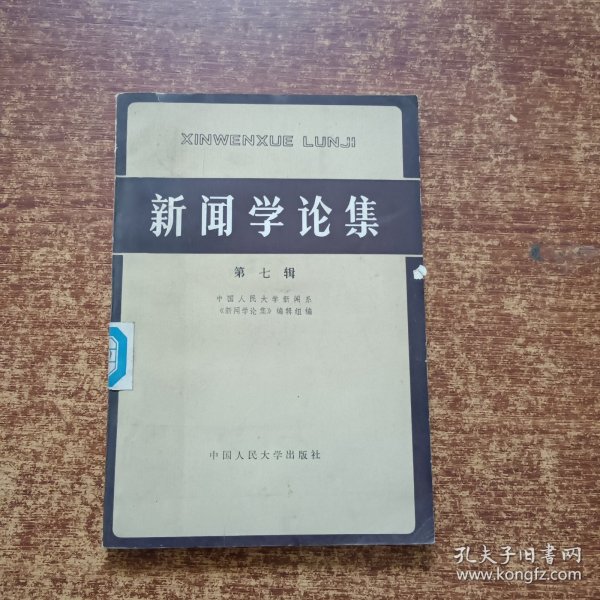 XINWENXUE LUNJI
新闻学论集
第七辑
中国人民大学新闻系
《新闻学论集》编辑组编
中国人民大学出版社
孔夫子旧书网
www.kongfz.com